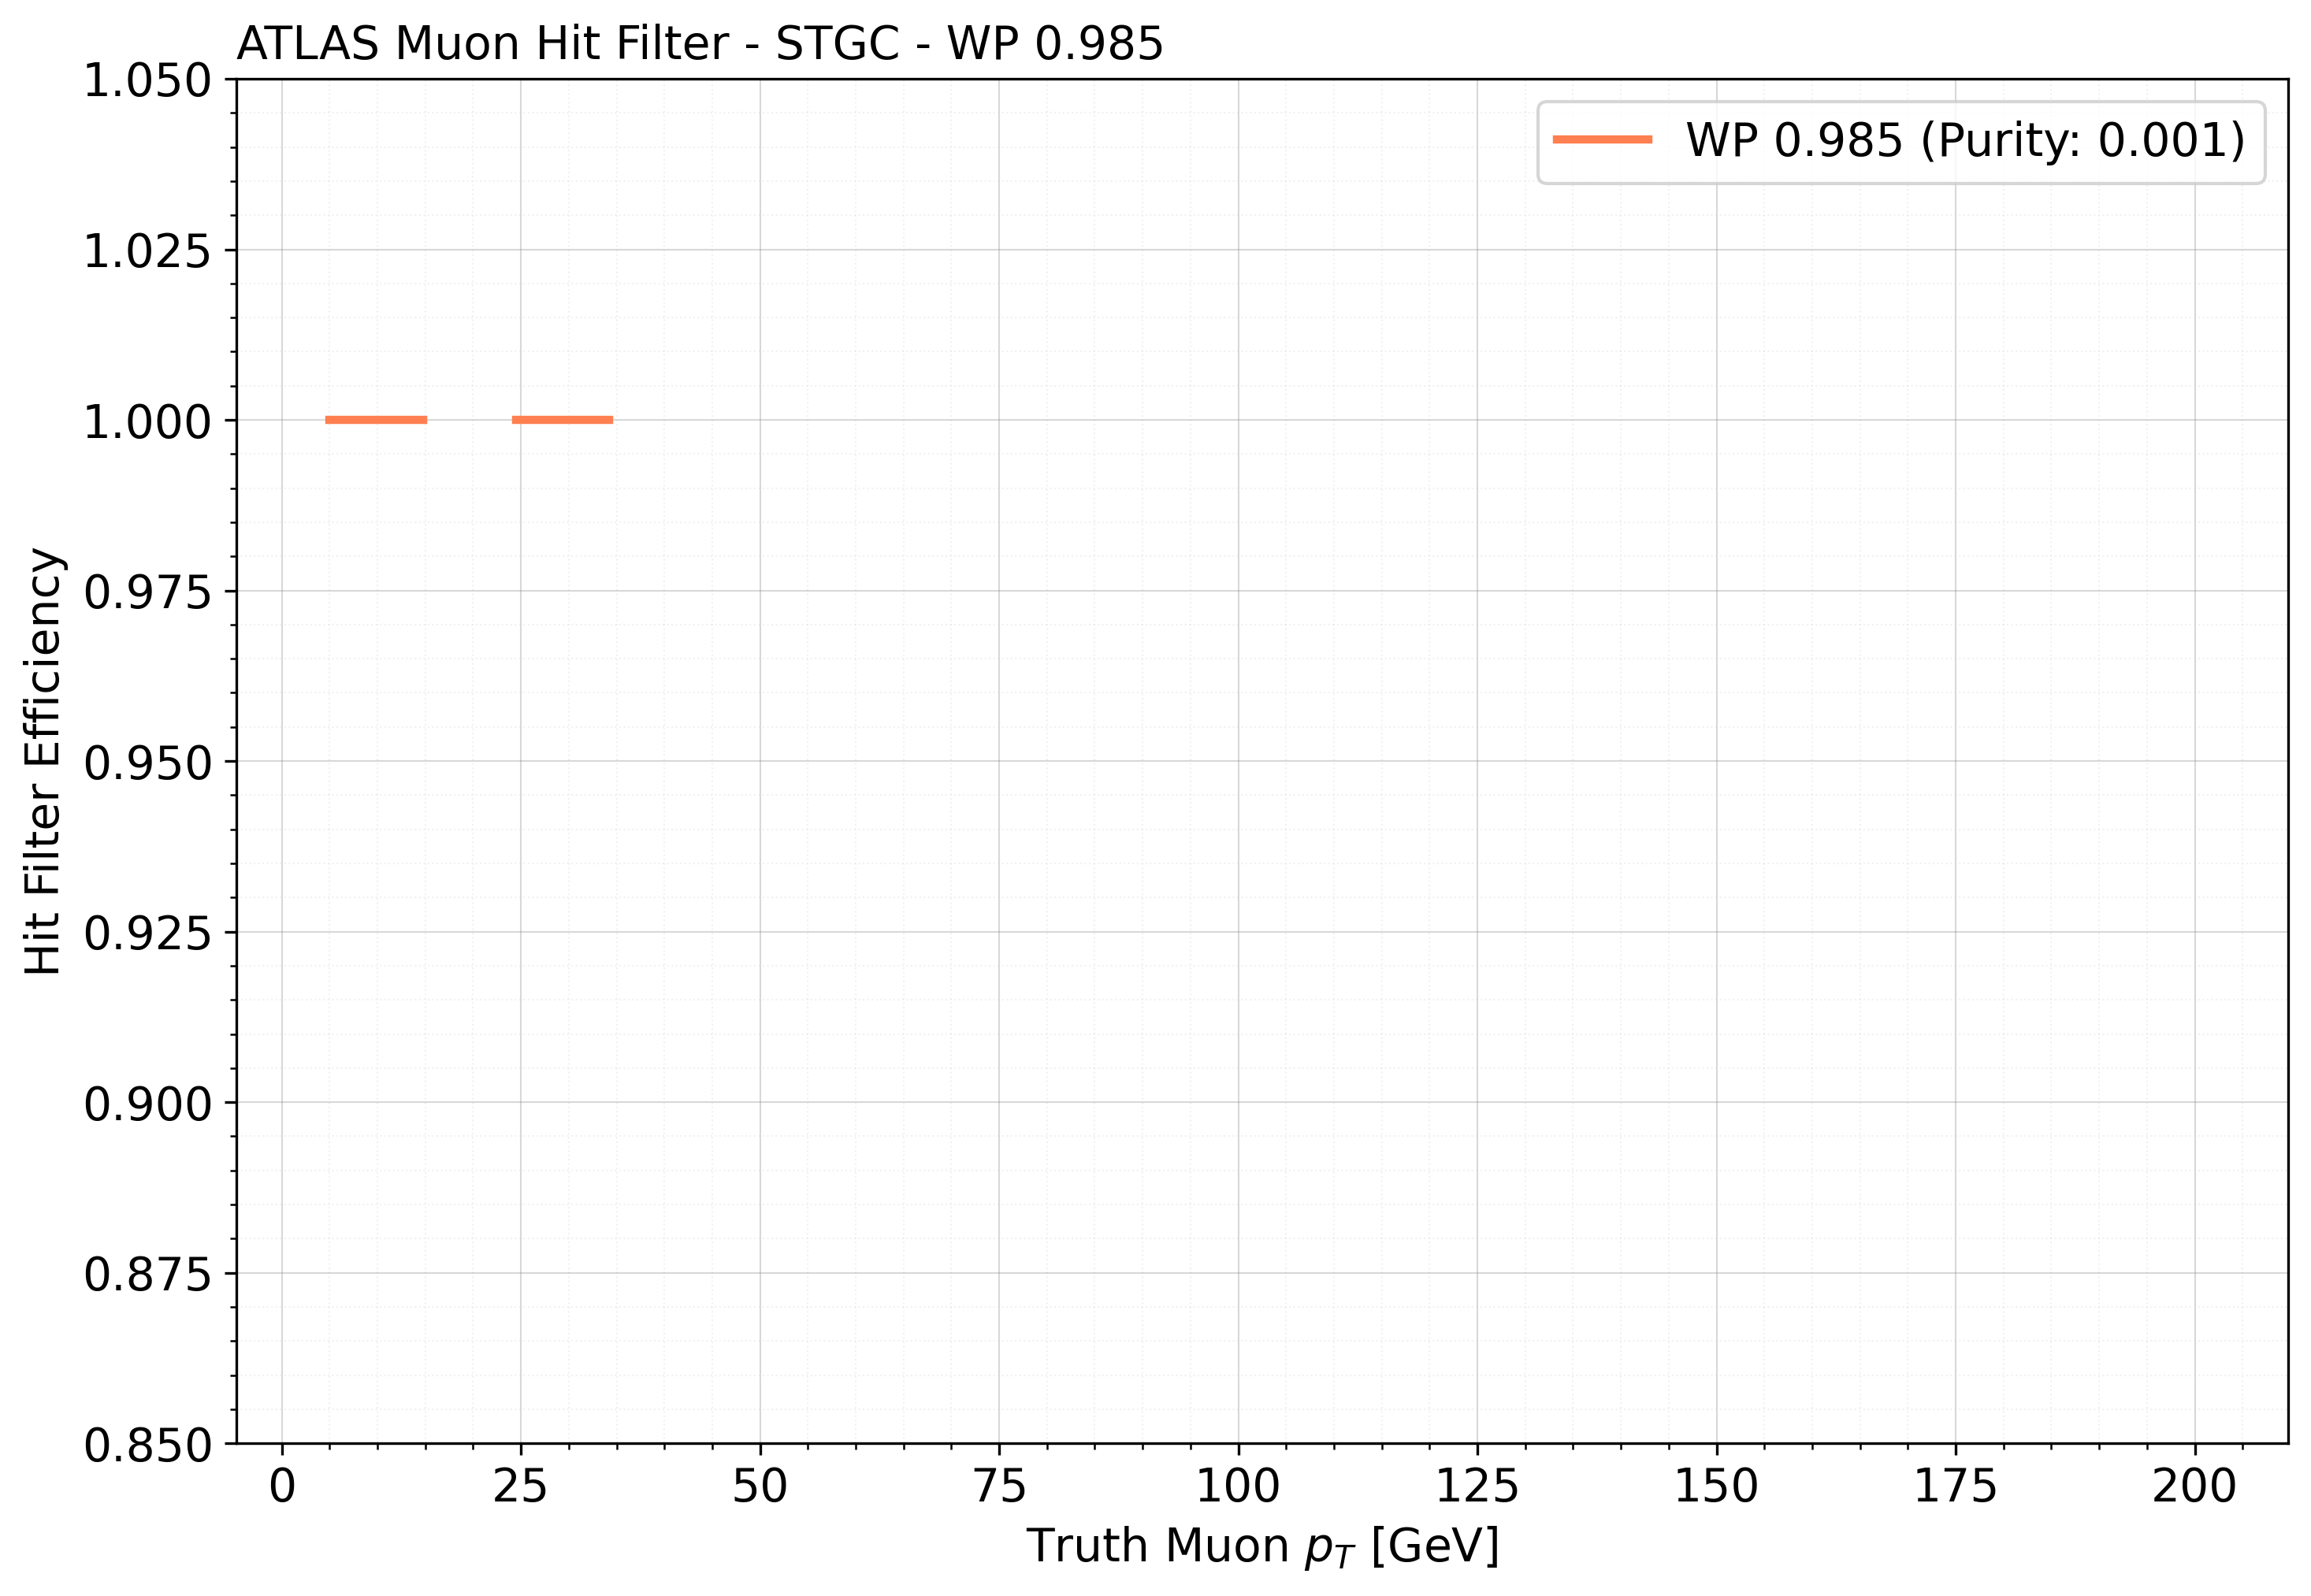 ATLAS Muon Hit Filter - STGC - WP 0.985
WP 0.985 (Purity: 0.001)
Hit Filter Efficiency
1.050
1.025
1.000
0.975
0.950
0.925
0.900
0.875
0.850
0 25 50 75 100 125 150 175 200
Truth Muon p_T [GeV]